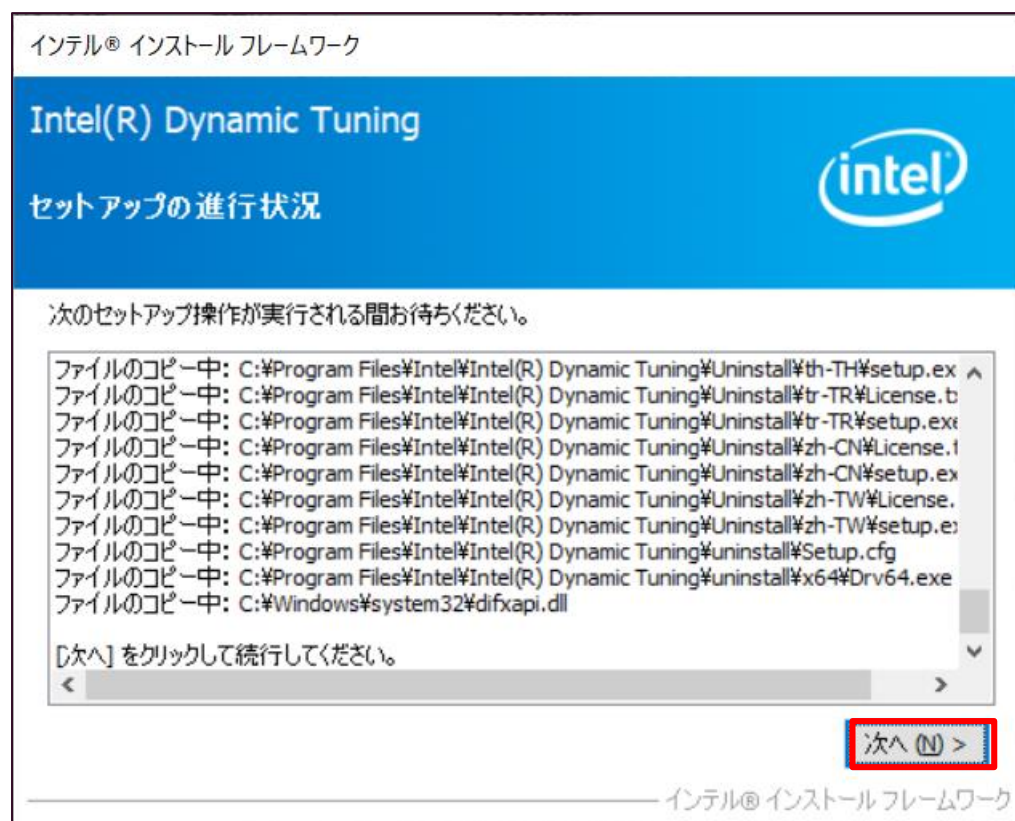 インテル® インストール フレームワーク
Intel(R) Dynamic Tuning
intel
セットアップの進行状況
次のセットアップ操作が実行される間お待ちください。
ファイルのコピー中: C:¥Program Files¥Intel¥Intel(R) Dynamic Tuning¥Uninstall¥th-TH¥setup.ex
ファイルのコピー中: C:¥Program Files¥Intel¥Intel(R) Dynamic Tuning¥Uninstall¥tr-TR¥License.t
ファイルのコピー中: C:¥Program Files¥Intel¥Intel(R) Dynamic Tuning¥Uninstall¥tr-TR¥setup.exe
ファイルのコピー中: C:¥Program Files¥Intel¥Intel(R) Dynamic Tuning¥Uninstall¥zh-CN¥License.t
ファイルのコピー中: C:¥Program Files¥Intel¥Intel(R) Dynamic Tuning¥Uninstall¥zh-CN¥setup.ex
ファイルのコピー中: C:¥Program Files¥Intel¥Intel(R) Dynamic Tuning¥Uninstall¥zh-TW¥License.
ファイルのコピー中: C:¥Program Files¥Intel¥Intel(R) Dynamic Tuning¥Uninstall¥zh-TW¥setup.ex
ファイルのコピー中: C:¥Program Files¥Intel¥Intel(R) Dynamic Tuning¥uninstall¥Setup.cfg
ファイルのコピー中: C:¥Program Files¥Intel¥Intel(R) Dynamic Tuning¥uninstall¥x64¥Drv64.exe
ファイルのコピー中: C:¥Windows¥system32¥difxapi.dll
[次へ] をクリックして続行してください。
次へ (N) >
インテル® インストール フレームワーク